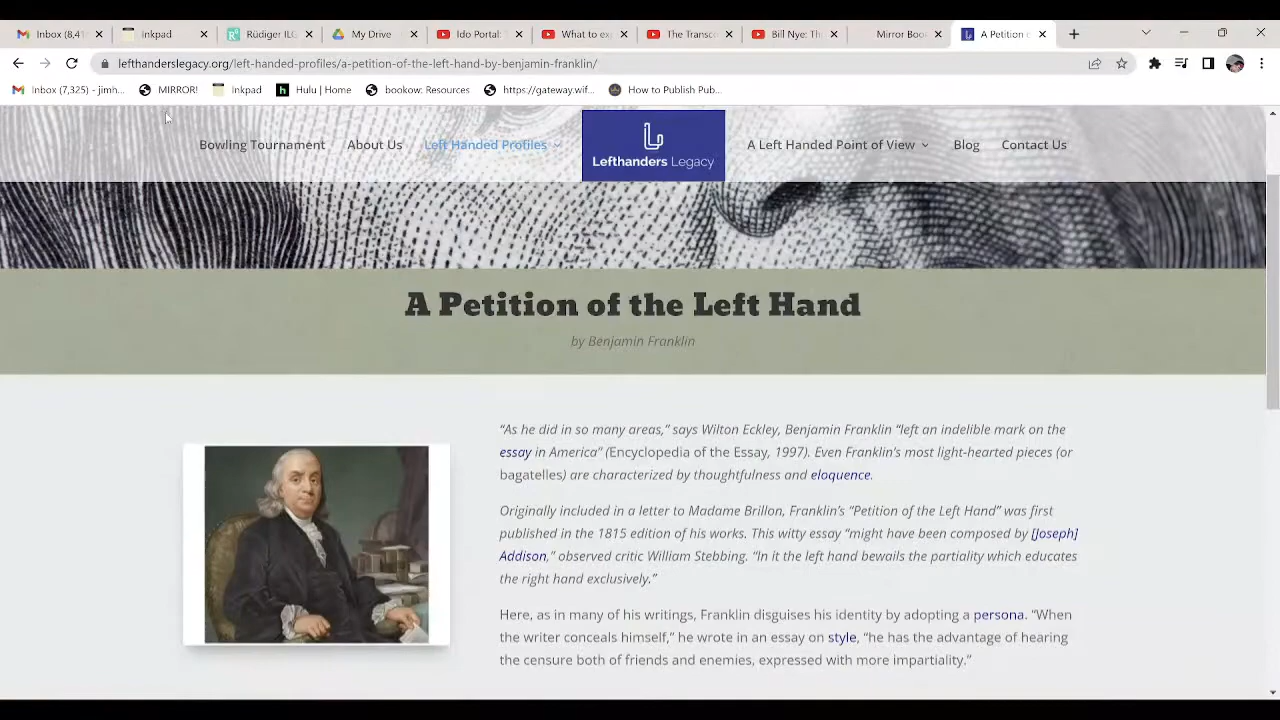 Inbox (8,41
Inkpad
Rüdiger ILG
My Drive
Ido Portal:
What to ex
The Transc
Bill Nye: Th
Mirror Boo
A Petition
lefthanderslegacy.org/left-handed-profiles/a-petition-of-the-left-hand-by-benjamin-franklin/
Inbox (7,325) - jimh...
MIRROR!
Inkpad
Hulu | Home
bookow: Resources
https://gateway.wif...
How to Publish Pub...
Bowling Tournament
About Us
Left Handed Profiles
Lefthanders Legacy
A Left Handed Point of View
Blog
Contact Us
A Petition of the Left Hand
by Benjamin Franklin
“As he did in so many areas,” says Wilton Eckley, Benjamin Franklin “left an indelible mark on the
essay in America” (Encyclopedia of the Essay, 1997). Even Franklin’s most light-hearted pieces (or
bagatelles) are characterized by thoughtfulness and eloquence.
Originally included in a letter to Madame Brillon, Franklin’s “Petition of the Left Hand” was first
published in the 1815 edition of his works. This witty essay “might have been composed by [Joseph]
Addison,” observed critic William Stebbing. “In it the left hand bewails the partiality which educates
the right hand exclusively.”
Here, as in many of his writings, Franklin disguises his identity by adopting a persona. “When
the writer conceals himself,” he wrote in an essay on style, “he has the advantage of hearing
the censure both of friends and enemies, expressed with more impartiality.”